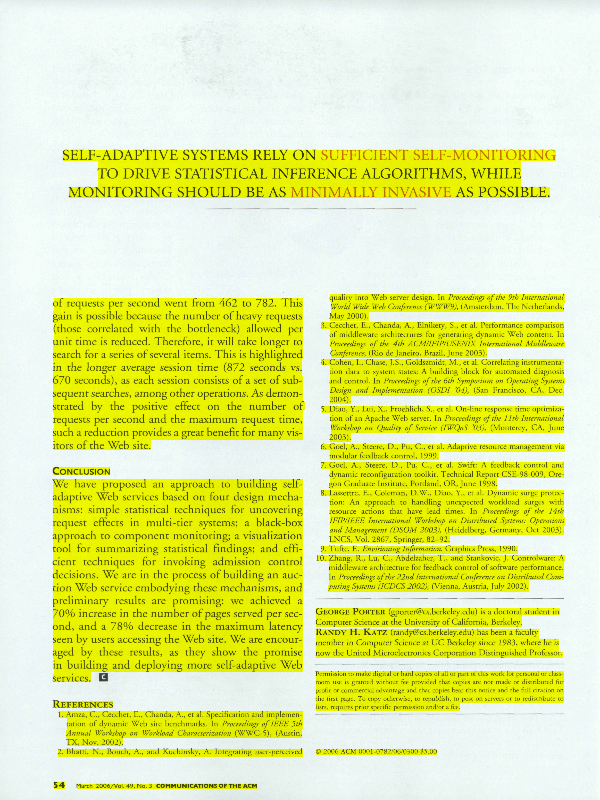 SELF-ADAPTIVE SYSTEMS RELY ON SUFFICIENT SELF-MONITORING
TO DRIVE STATISTICAL INFERENCE ALGORITHMS, WHILE
MONITORING SHOULD BE AS MINIMALLY INVASIVE AS POSSIBLE.
of requests per second went from 462 to 782. This
gain is possible because the number of heavy requests
(those correlated with the bottleneck) allowed per
unit time is reduced. Therefore, it will take longer to
search for a series of several items. This is highlighted
in the longer average session time (872 seconds vs.
670 seconds), as each session consists of a set of sub-
sequent searches, among other operations. As demon-
strated by the positive effect on the number of
requests per second and the maximum request time,
such a reduction provides a great benefit for many vis-
itors of the Web site.
CONCLUSION
We have proposed an approach to building self-
adaptive Web services based on four design mecha-
nisms: simple statistical techniques for uncovering
request effects in multi-tier systems; a black-box
approach to component monitoring; a visualization
tool for summarizing statistical findings; and effi-
cient techniques for invoking admission control
decisions. We are in the process of building an auc-
tion Web service embodying these mechanisms, and
preliminary results are promising: we achieved a
70% increase in the number of pages served per sec-
ond, and a 78% decrease in the maximum latency
seen by users accessing the Web site. We are encour-
aged by these results, as they show the promise
in building and deploying more self-adaptive Web
services. C
REFERENCES
1. Amza, C., Cecchet, E., Chanda, A., et al. Specification and implemen-
tation of dynamic Web site benchmarks. In Proceedings of IEEE 5th
Annual Workshop on Workload Characterization (WWC-5), (Austin,
TX, Nov. 2002).
2. Bhatti, N., Bouch, A., and Kuchinsky, A. Integrating user-perceived
quality into Web server design. In Proceedings of the 9th International
World Wide Web Conference (WWW9), (Amsterdam, The Netherlands,
May 2000).
3. Cecchet, E., Chanda, A., Elnikety, S., et al. Performance comparison
of middleware architectures for generating dynamic Web content. In
Proceedings of the 4th ACM/IFIP/USENIX International Middleware
Conference, (Rio de Janeiro, Brazil, June 2003).
4. Cohen, I., Chase, J.S., Goldszmidt, M., et al. Correlating instrumenta-
tion data to system states: A building block for automated diagnosis
and control. In Proceedings of the 6th Symposium on Operating Systems
Design and Implementation (OSDI '04), (San Francisco, CA, Dec.
2004).
5. Diao, Y., Lui, X., Froehlich, S., et al. On-line response time optimiza-
tion of an Apache Web server. In Proceedings of the 11th International
Workshop on Quality of Service (IWQoS '03), (Monterey, CA, June
2003).
6. Goel, A., Steere, D., Pu, C., et al. Adaptive resource management via
modular feedback control, 1999.
7. Goel, A., Steere, D., Pu, C., et al. Swift: A feedback control and
dynamic reconfiguration toolkit. Technical Report CSE-98-009, Ore-
gon Graduate Institute, Portland, OR, June 1998.
8. Lassettre, E., Coleman, D.W., Diao, Y., et al. Dynamic surge protec-
tion: An approach to handling unexpected workload surges with
resource actions that have lead times. In Proceedings of the 14th
IFIP/IEEE International Workshop on Distributed Systems: Operations
and Management (DSOM 2003), (Heidelberg, Germany, Oct 2003).
LNCS, Vol. 2867, Springer, 82–92.
9. Tufte, E. Envisioning Information. Graphics Press, 1990.
10. Zhang, R., Lu, C., Abdelzaher, T., and Stankovic, J. Controlware: A
middleware architecture for feedback control of software performance.
In Proceedings of the 22nd International Conference on Distributed Com-
puting Systems (ICDCS 2002), (Vienna, Austria, July 2002).
GEORGE PORTER (gporter@cs.berkeley.edu) is a doctoral student in
Computer Science at the University of California, Berkeley.
RANDY H. KATZ (randy@cs.berkeley.edu) has been a faculty
member in Computer Science at UC Berkeley since 1983, where he is
now the United Microelectronics Corporation Distinguished Professor.
Permission to make digital or hard copies of all or part of this work for personal or class-
room use is granted without fee provided that copies are not made or distributed for
profit or commercial advantage and that copies bear this notice and the full citation on
the first page. To copy otherwise, to republish, to post on servers or to redistribute to
lists, requires prior specific permission and/or a fee.
© 2006 ACM 0001-0782/06/0300 $5.00
54 March 2006/Vol. 49, No. 3 COMMUNICATIONS OF THE ACM